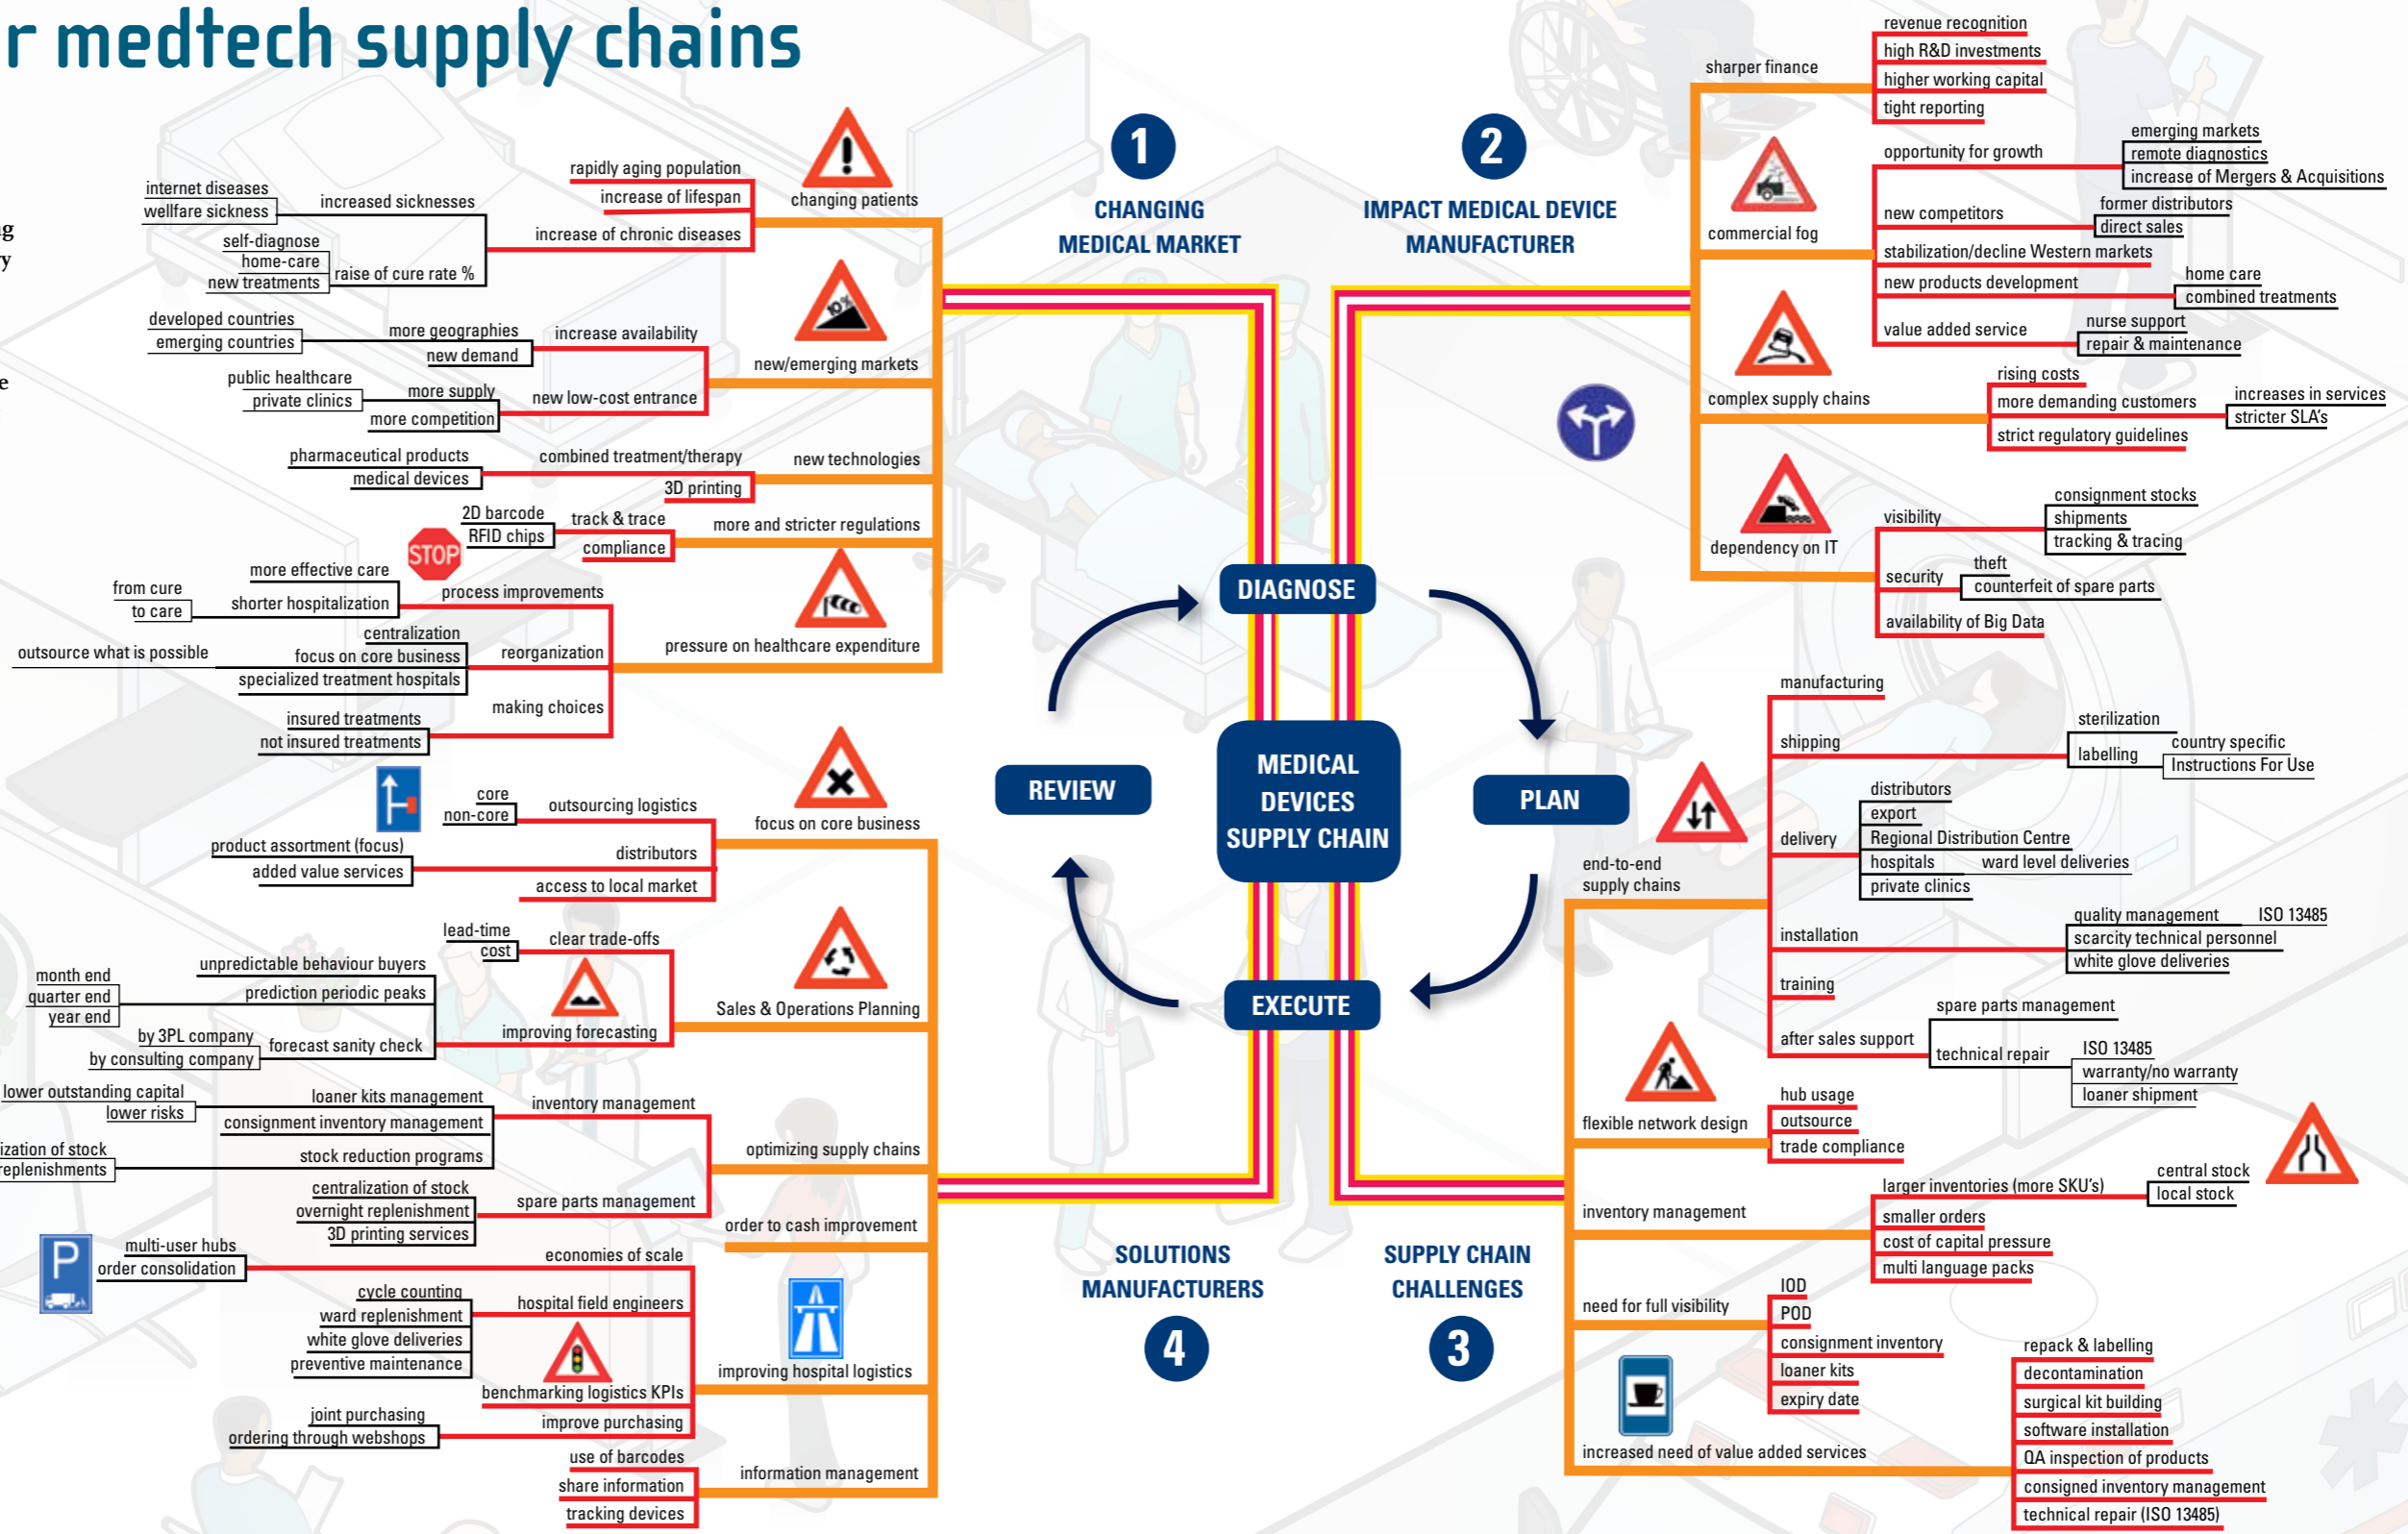 r medtech supply chains
1
CHANGING
MEDICAL MARKET
changing patients
rapidly aging population
increase of lifespan
increase of chronic diseases
increased sicknesses
internet diseases
wellfare sickness
raise of cure rate %
self-diagnose
home-care
new treatments
10%
new/emerging markets
increase availability
more geographies
developed countries
emerging countries
new demand
new low-cost entrance
more supply
public healthcare
private clinics
more competition
new technologies
combined treatment/therapy
pharmaceutical products
medical devices
3D printing
more and stricter regulations
track & trace
2D barcode
RFID chips
compliance
STOP
pressure on healthcare expenditure
process improvements
more effective care
shorter hospitalization
from cure
to care
reorganization
centralization
focus on core business
outsource what is possible
specialized treatment hospitals
making choices
insured treatments
not insured treatments
2
IMPACT MEDICAL DEVICE
MANUFACTURER
sharper finance
revenue recognition
high R&D investments
higher working capital
tight reporting
commercial fog
opportunity for growth
emerging markets
remote diagnostics
increase of Mergers & Acquisitions
new competitors
former distributors
direct sales
stabilization/decline Western markets
new products development
home care
combined treatments
value added service
nurse support
repair & maintenance
complex supply chains
rising costs
more demanding customers
increases in services
stricter SLA's
strict regulatory guidelines
dependency on IT
visibility
consignment stocks
shipments
tracking & tracing
security
theft
counterfeit of spare parts
availability of Big Data
DIAGNOSE
REVIEW
MEDICAL
DEVICES
SUPPLY CHAIN
PLAN
EXECUTE
SUPPLY CHAIN
CHALLENGES
3
end-to-end
supply chains
manufacturing
shipping
sterilization
labelling
country specific
Instructions For Use
delivery
distributors
export
Regional Distribution Centre
hospitals
ward level deliveries
private clinics
installation
quality management
ISO 13485
scarcity technical personnel
white glove deliveries
training
after sales support
spare parts management
technical repair
ISO 13485
warranty/no warranty
loaner shipment
flexible network design
hub usage
outsource
trade compliance
inventory management
larger inventories (more SKU's)
central stock
local stock
smaller orders
cost of capital pressure
multi language packs
need for full visibility
IOD
POD
consignment inventory
loaner kits
expiry date
increased need of value added services
repack & labelling
decontamination
surgical kit building
software installation
QA inspection of products
consigned inventory management
technical repair (ISO 13485)
SOLUTIONS
MANUFACTURERS
4
focus on core business
outsourcing logistics
core
non-core
distributors
product assortment (focus)
added value services
access to local market
Sales & Operations Planning
clear trade-offs
lead-time
cost
improving forecasting
unpredictable behaviour buyers
prediction periodic peaks
month end
quarter end
year end
forecast sanity check
by 3PL company
by consulting company
optimizing supply chains
inventory management
loaner kits management
lower outstanding capital
lower risks
consignment inventory management
stock reduction programs
ization of stock
replenishments
spare parts management
centralization of stock
overnight replenishment
3D printing services
order to cash improvement
improving hospital logistics
economies of scale
multi-user hubs
order consolidation
P
hospital field engineers
cycle counting
ward replenishment
white glove deliveries
preventive maintenance
benchmarking logistics KPIs
improve purchasing
joint purchasing
ordering through webshops
information management
use of barcodes
share information
tracking devices